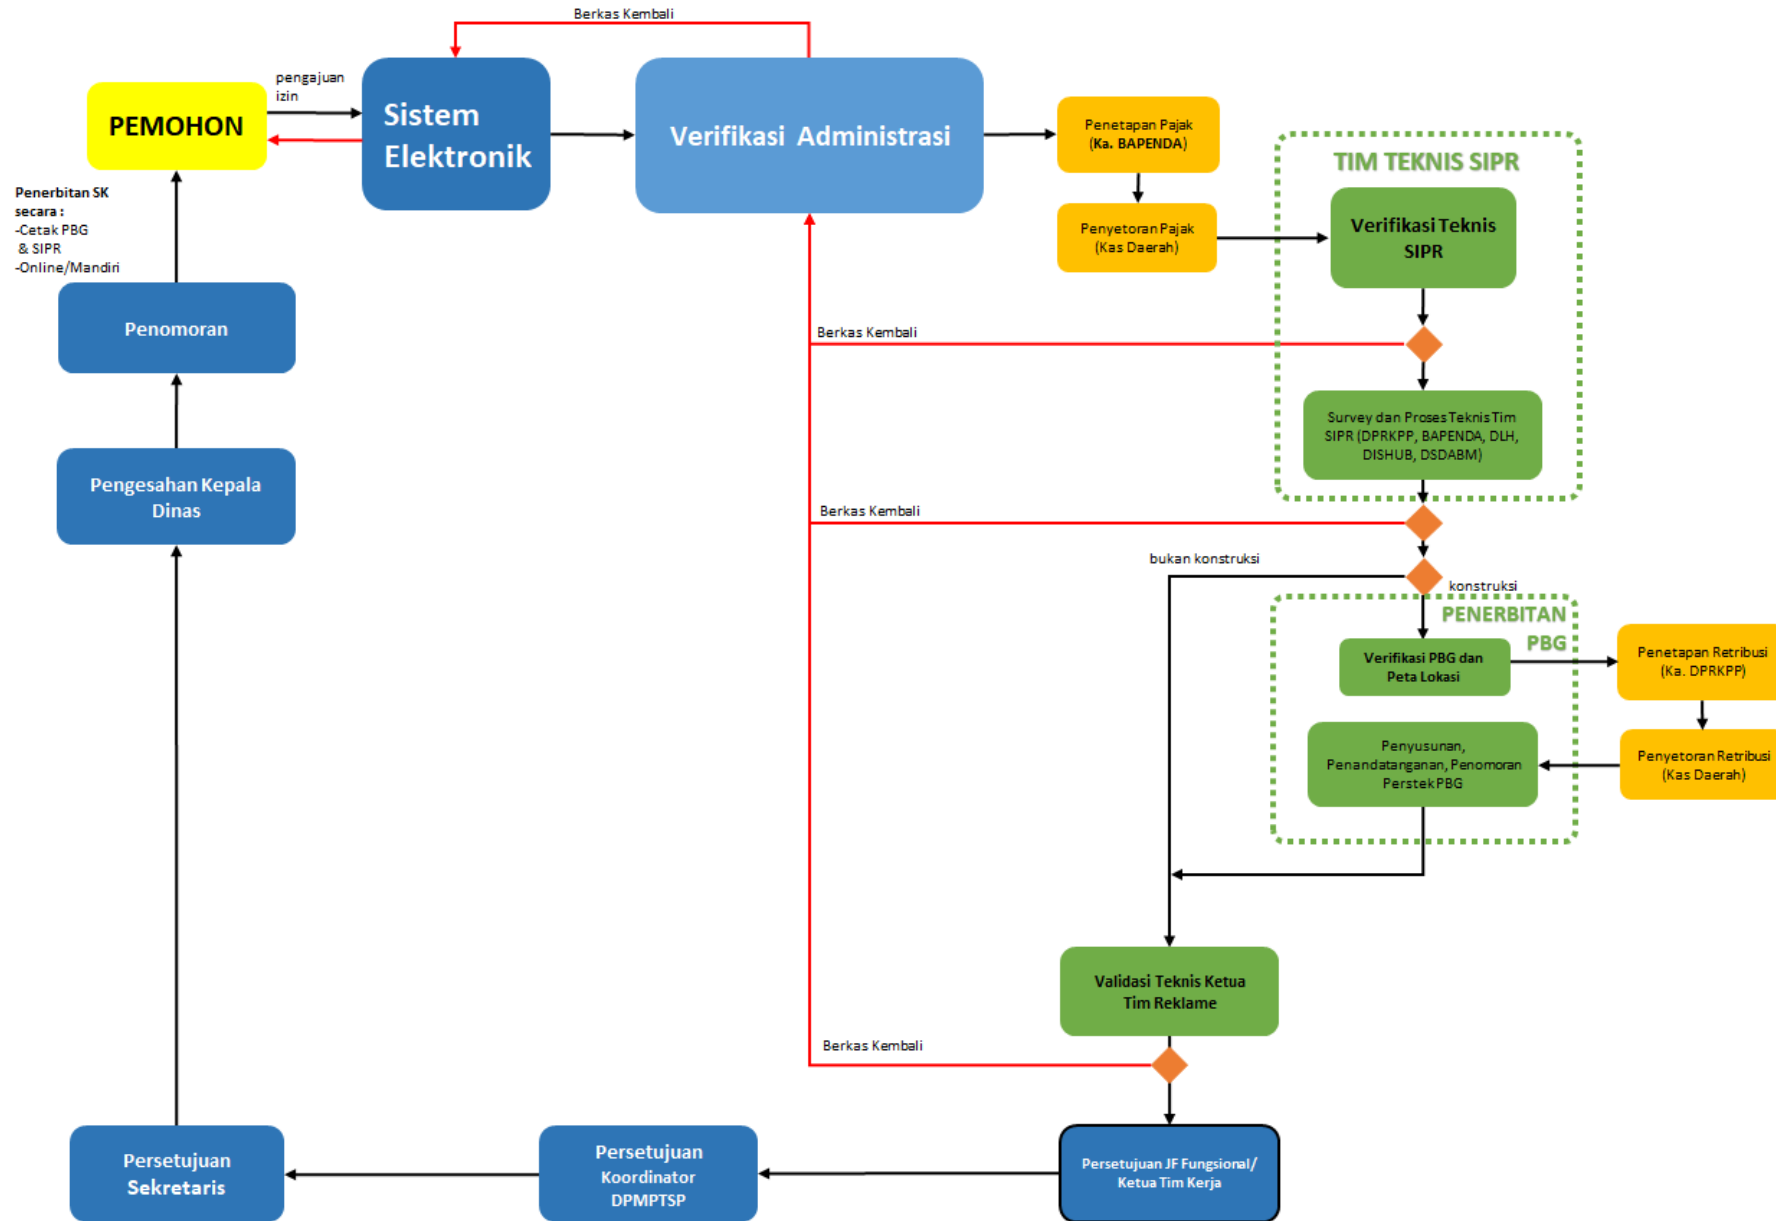 Berkas Kembali
pengajuan
izin
PEMOHON
Sistem
Elektronik
Verifikasi Administrasi
Penetapan Pajak
(Ka. BAPENDA)
Penyetoran Pajak
(Kas Daerah)
TIM TEKNIS SIPR
Verifikasi Teknis
SIPR
Penerbitan SK
secara :
-Cetak PBG
& SIPR
-Online/Mandiri
Penomoran
Berkas Kembali
Survey dan Proses Teknis Tim
SIPR (DPRKPP, BAPENDA, DLH,
DISHUB, DSDABM)
Pengesahan Kepala
Dinas
Berkas Kembali
bukan konstruksi
konstruksi
PENERBITAN
PBG
Verifikasi PBG dan
Peta Lokasi
Penetapan Retribusi
(Ka. DPRKPP)
Penyusunan,
Penandatanganan, Penomoran
Perstek PBG
Penyetoran Retribusi
(Kas Daerah)
Validasi Teknis Ketua
Tim Reklame
Berkas Kembali
Persetujuan
Sekretaris
Persetujuan
Koordinator
DPMPTSP
Persetujuan JF Fungsional/
Ketua Tim Kerja